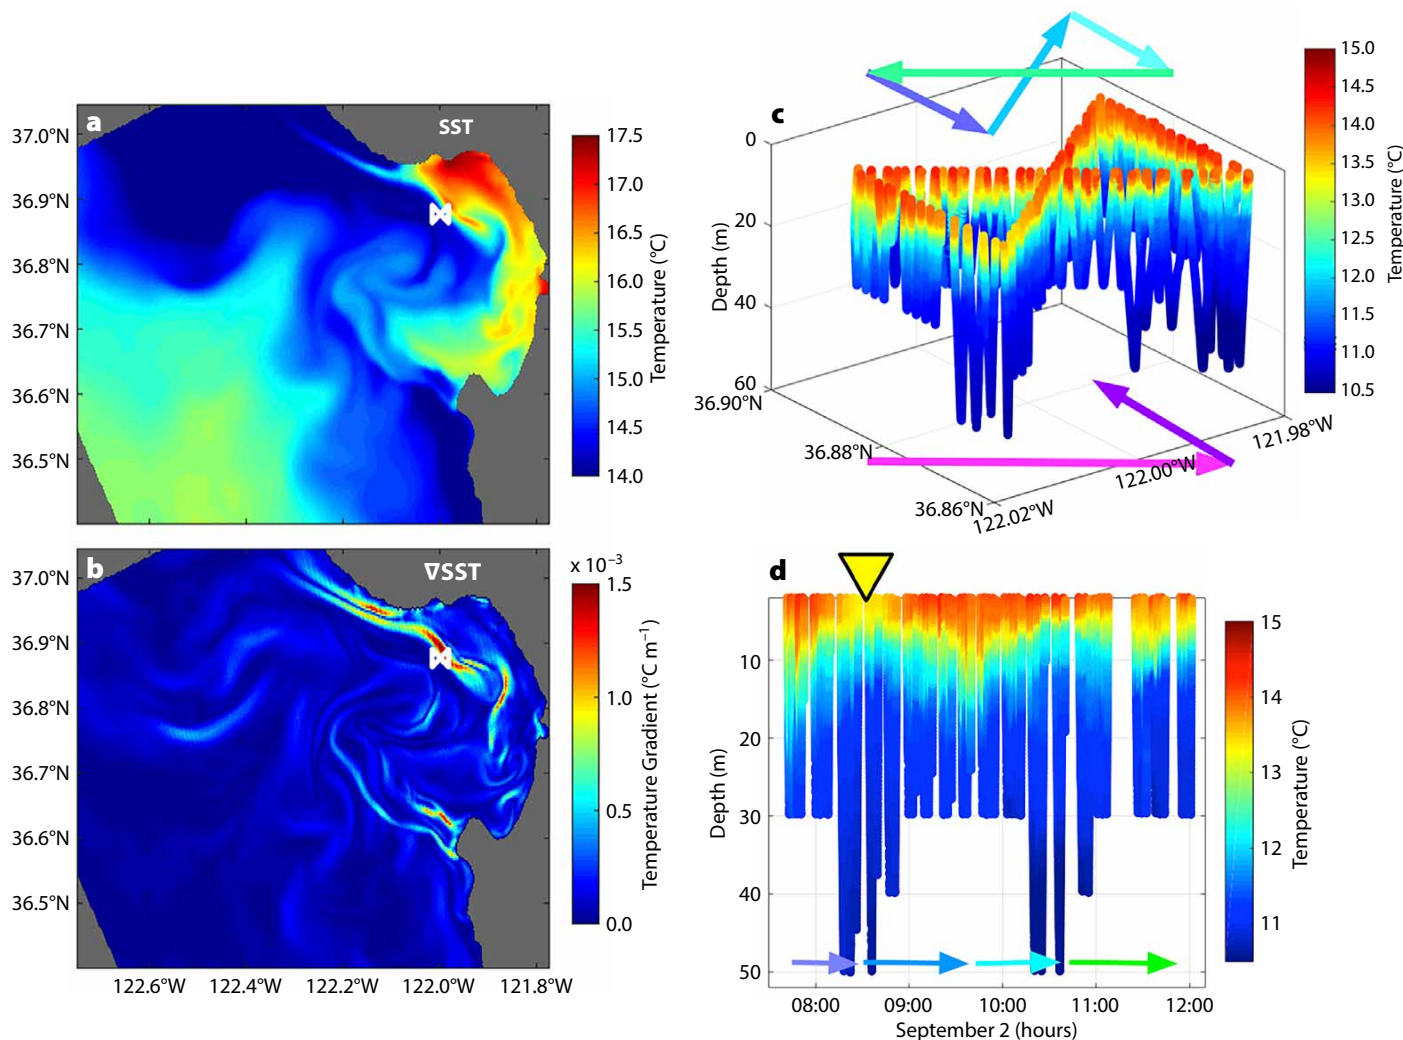 a
SST
37.0°N
36.9°N
36.8°N
36.7°N
36.6°N
36.5°N
17.5
17.0
16.5
16.0
15.5
15.0
14.5
14.0
Temperature (°C)
b
∇SST
37.0°N
36.9°N
36.8°N
36.7°N
36.6°N
36.5°N
122.6°W 122.4°W 122.2°W 122.0°W 121.8°W
x 10⁻³
1.5
1.0
0.5
0.0
Temperature Gradient (°C m⁻¹)
c
0
20
40
60
Depth (m)
36.90°N
36.88°N
36.86°N
122.02°W
122.00°W
121.98°W
15.0
14.5
14.0
13.5
13.0
12.5
12.0
11.5
11.0
10.5
Temperature (°C)
d
10
20
30
40
50
Depth (m)
08:00 09:00 10:00 11:00 12:00
September 2 (hours)
15
14
13
12
11
Temperature (°C)